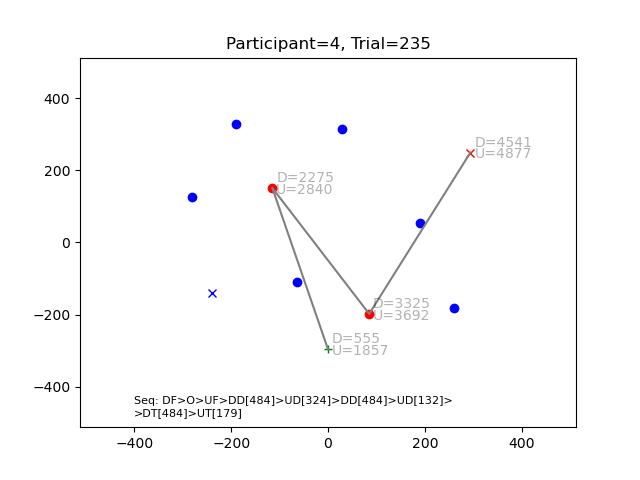 Participant=4, Trial=235
400
200
0
−200
−400
D=4541
U=4877
D=2275
U=2840
D=3325
U=3692
D=555
U=1857
Seq: DF>O>UF>DD[484]>UD[324]>DD[484]>UD[132]>
>DT[484]>UT[179]
−400
−200
0
200
400